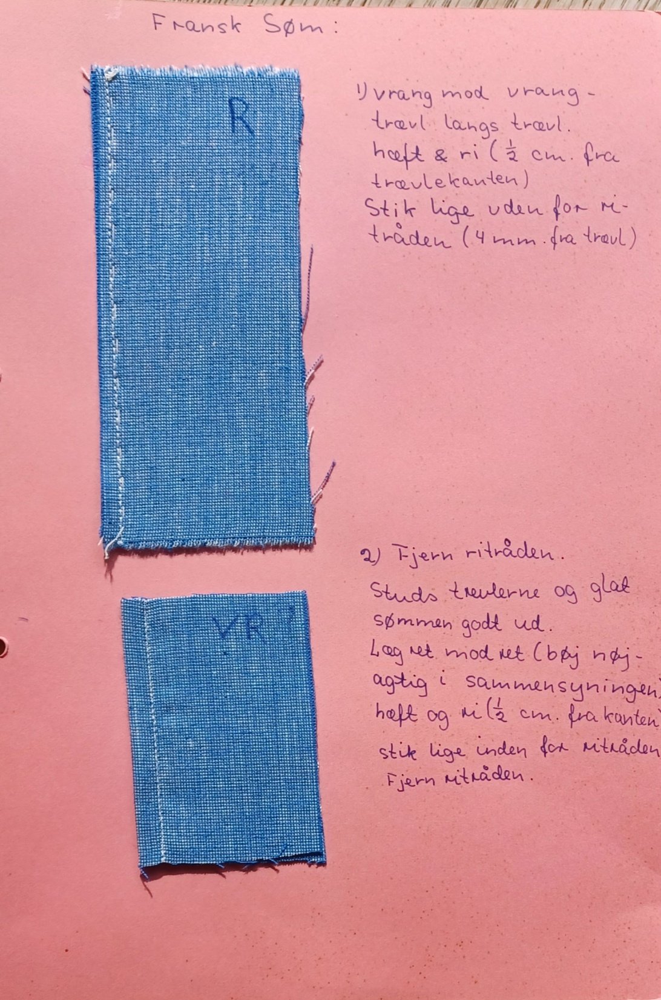 Fransk Søm:
R
1) vrang mod vrang -
trævl langs trævl.
hæft & ri (½ cm. fra
trævlekanten)
Stik lige uden for ri-
tråden (4 mm. fra trævl)
2) Fjern ritråden.
VR
Studs trevlerne og glat
sømmen godt ud.
Læg ret mod ret (bøj nøj-
agtig i sammensyningen)
hæft og ri (½ cm. fra kanten)
stik lige inden for ritråden
Fjern ritråden.